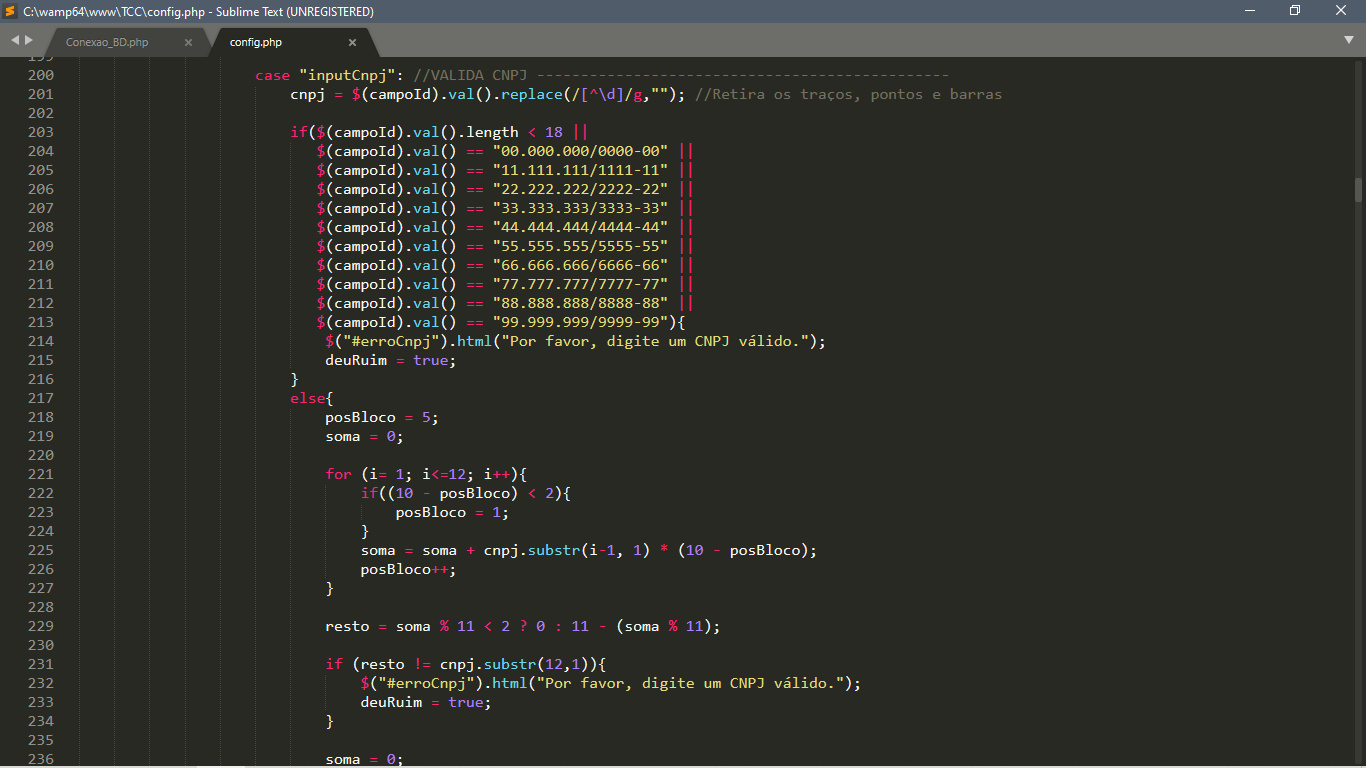 C:\wamp64\www\TCC\config.php - Sublime Text (UNREGISTERED)
Conexao_BD.php × config.php ×
199
200 case "inputCnpj": //VALIDA CNPJ -----------------------------------------------
201 cnpj = $(campoId).val().replace(/[^\d]/g,""); //Retira os traços, pontos e barras
202
203 if($(campoId).val().length < 18 ||
204 $(campoId).val() == "00.000.000/0000-00" ||
205 $(campoId).val() == "11.111.111/1111-11" ||
206 $(campoId).val() == "22.222.222/2222-22" ||
207 $(campoId).val() == "33.333.333/3333-33" ||
208 $(campoId).val() == "44.444.444/4444-44" ||
209 $(campoId).val() == "55.555.555/5555-55" ||
210 $(campoId).val() == "66.666.666/6666-66" ||
211 $(campoId).val() == "77.777.777/7777-77" ||
212 $(campoId).val() == "88.888.888/8888-88" ||
213 $(campoId).val() == "99.999.999/9999-99"){
214 $("#erroCnpj").html("Por favor, digite um CNPJ válido.");
215 deuRuim = true;
216 }
217 else{
218 posBloco = 5;
219 soma = 0;
220
221 for (i= 1; i<=12; i++){
222 if((10 - posBloco) < 2){
223 posBloco = 1;
224 }
225 soma = soma + cnpj.substr(i-1, 1) * (10 - posBloco);
226 posBloco++;
227 }
228
229 resto = soma % 11 < 2 ? 0 : 11 - (soma % 11);
230
231 if (resto != cnpj.substr(12,1)){
232 $("#erroCnpj").html("Por favor, digite um CNPJ válido.");
233 deuRuim = true;
234 }
235
236 soma = 0;